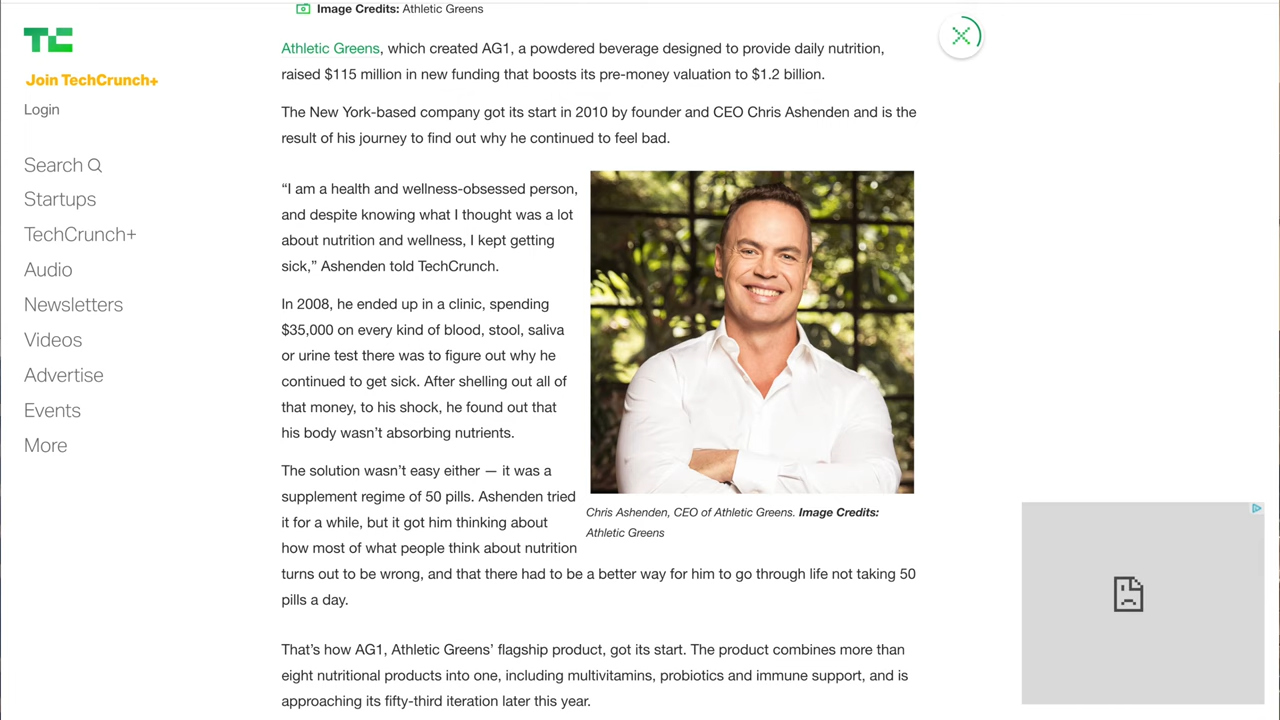 Image Credits: Athletic Greens
TC
Join TechCrunch+
Login
Search
Startups
TechCrunch+
Audio
Newsletters
Videos
Advertise
Events
More
Athletic Greens, which created AG1, a powdered beverage designed to provide daily nutrition,
raised $115 million in new funding that boosts its pre-money valuation to $1.2 billion.
The New York-based company got its start in 2010 by founder and CEO Chris Ashenden and is the
result of his journey to find out why he continued to feel bad.
“I am a health and wellness-obsessed person,
and despite knowing what I thought was a lot
about nutrition and wellness, I kept getting
sick,” Ashenden told TechCrunch.
In 2008, he ended up in a clinic, spending
$35,000 on every kind of blood, stool, saliva
or urine test there was to figure out why he
continued to get sick. After shelling out all of
that money, to his shock, he found out that
his body wasn’t absorbing nutrients.
The solution wasn’t easy either — it was a
supplement regime of 50 pills. Ashenden tried
it for a while, but it got him thinking about
how most of what people think about nutrition
turns out to be wrong, and that there had to be a better way for him to go through life not taking 50
pills a day.
Chris Ashenden, CEO of Athletic Greens. Image Credits:
Athletic Greens
That’s how AG1, Athletic Greens’ flagship product, got its start. The product combines more than
eight nutritional products into one, including multivitamins, probiotics and immune support, and is
approaching its fifty-third iteration later this year.